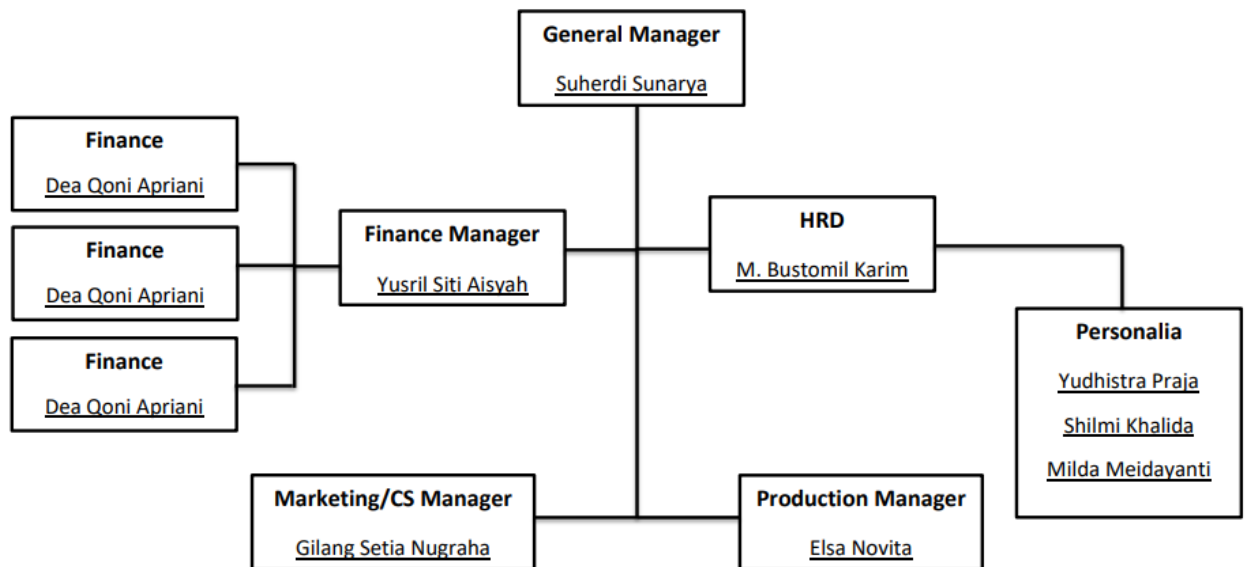 General Manager
Suherdi Sunarya
Finance
Dea Qoni Apriani
Finance
Dea Qoni Apriani
Finance
Dea Qoni Apriani
Finance Manager
Yusril Siti Aisyah
HRD
M. Bustomil Karim
Personalia
Yudhistra Praja
Shilmi Khalida
Milda Meidayanti
Marketing/CS Manager
Gilang Setia Nugraha
Production Manager
Elsa Novita